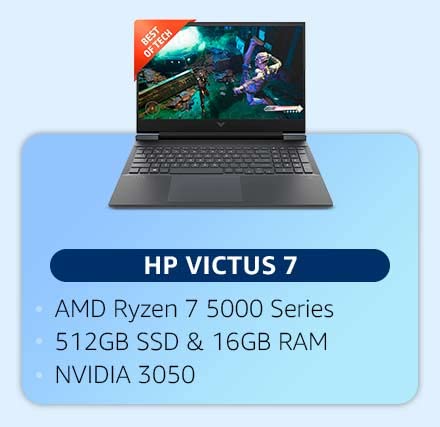 BEST
OF TECH
HP VICTUS 7
AMD Ryzen 7 5000 Series
512GB SSD & 16GB RAM
NVIDIA 3050